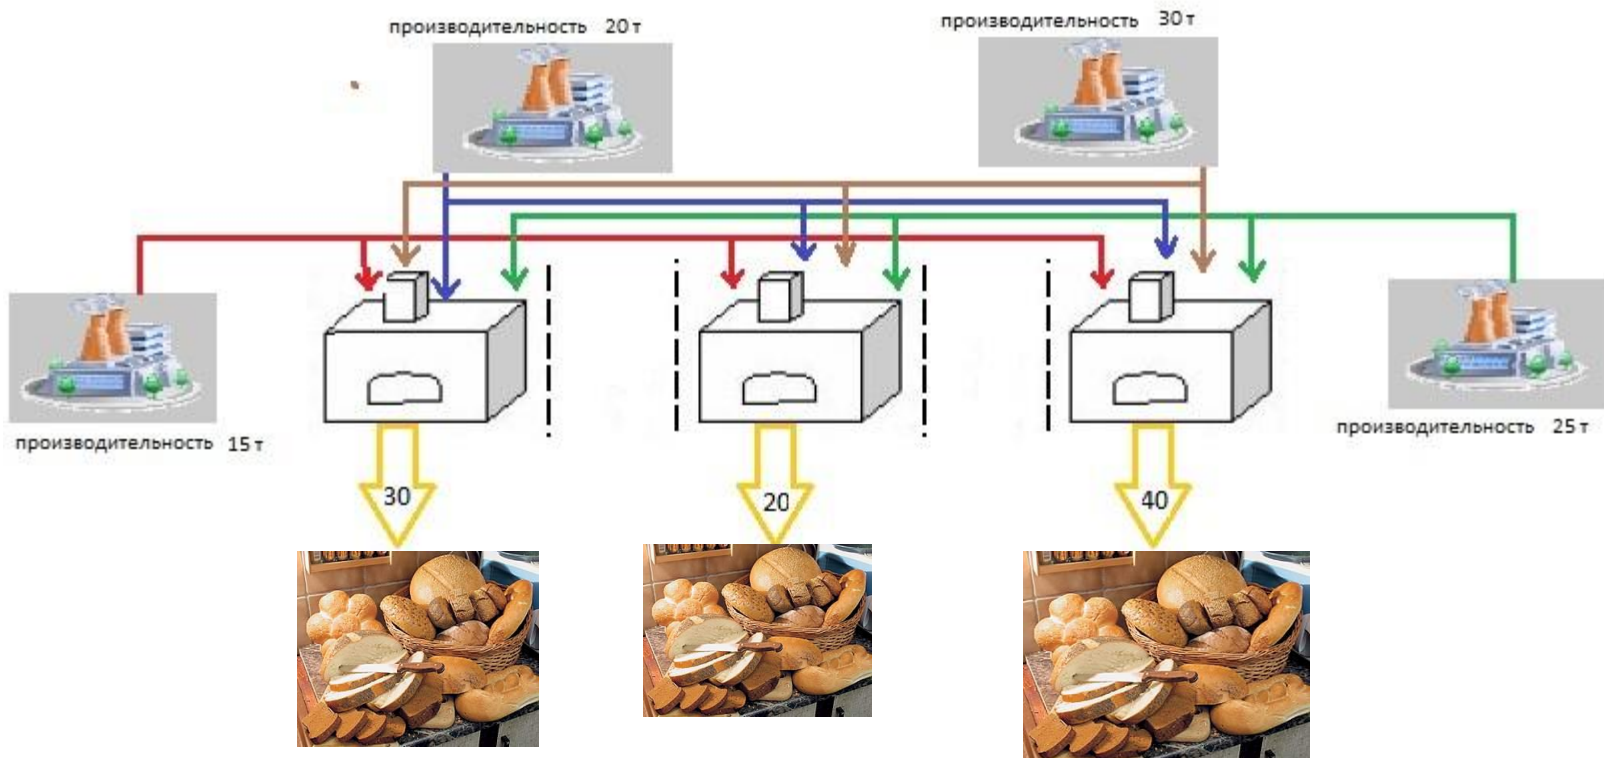 производительность 20 т
производительность 30 т
производительность 15 т
производительность 25 т
30
20
40